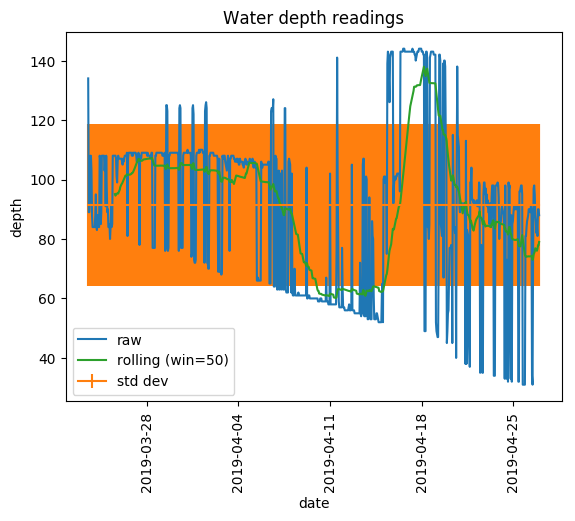 Water depth readings
depth
140
120
100
80
60
40
raw
rolling (win=50)
std dev
2019-03-28
2019-04-04
2019-04-11
2019-04-18
2019-04-25
date